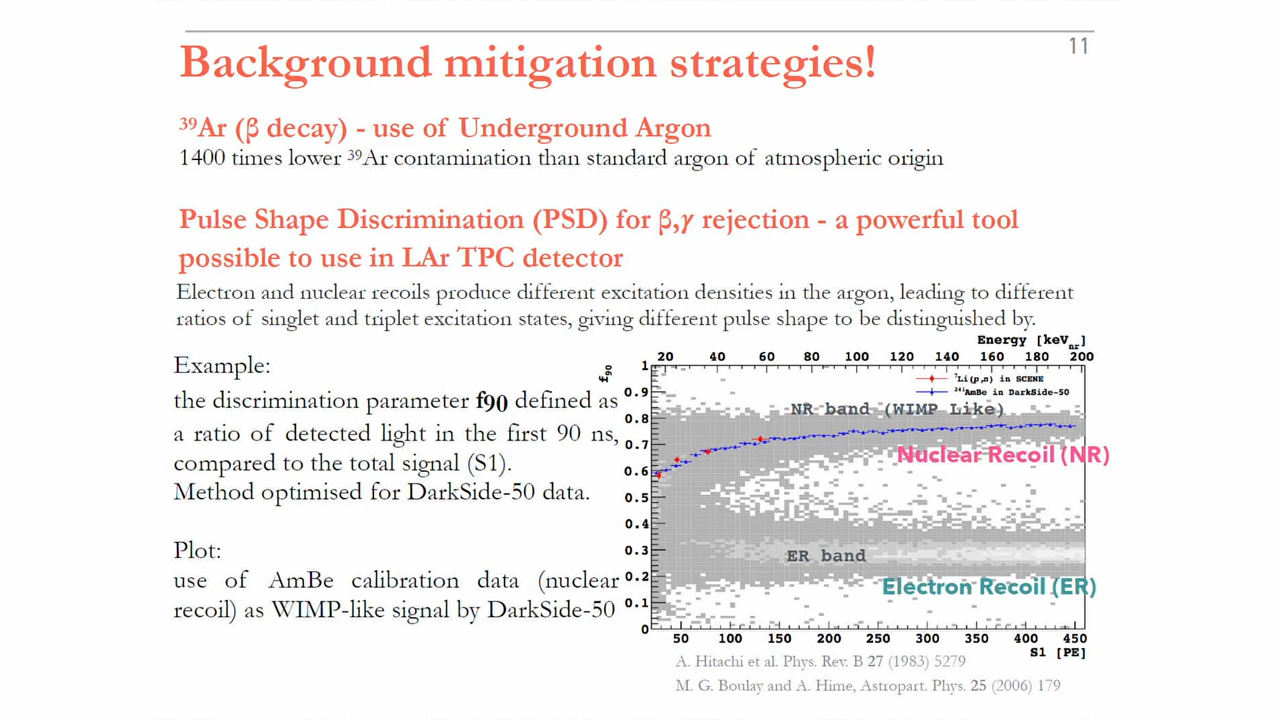 11
Background mitigation strategies!
³⁹Ar (β decay) - use of Underground Argon
1400 times lower ³⁹Ar contamination than standard argon of atmospheric origin
Pulse Shape Discrimination (PSD) for β,γ rejection - a powerful tool
possible to use in LAr TPC detector
Electron and nuclear recoils produce different excitation densities in the argon, leading to different
ratios of singlet and triplet excitation states, giving different pulse shape to be distinguished by.
Example:
the discrimination parameter f90 defined as
a ratio of detected light in the first 90 ns,
compared to the total signal (S1).
Method optimised for DarkSide-50 data.
Plot:
use of AmBe calibration data (nuclear
recoil) as WIMP-like signal by DarkSide-50
Energy [keVnr]
20 40 60 80 100 120 140 160 180 200
f90
1
0.9
0.8
0.7
0.6
0.5
0.4
0.3
0.2
0.1
0
⁷Li(p,n) in SCENE
²⁴¹AmBe in DarkSide-50
NR band (WIMP Like)
Nuclear Recoil (NR)
ER band
Electron Recoil (ER)
50 100 150 200 250 300 350 400 450
S1 [PE]
A. Hitachi et al. Phys. Rev. B 27 (1983) 5279
M. G. Boulay and A. Hime, Astropart. Phys. 25 (2006) 179